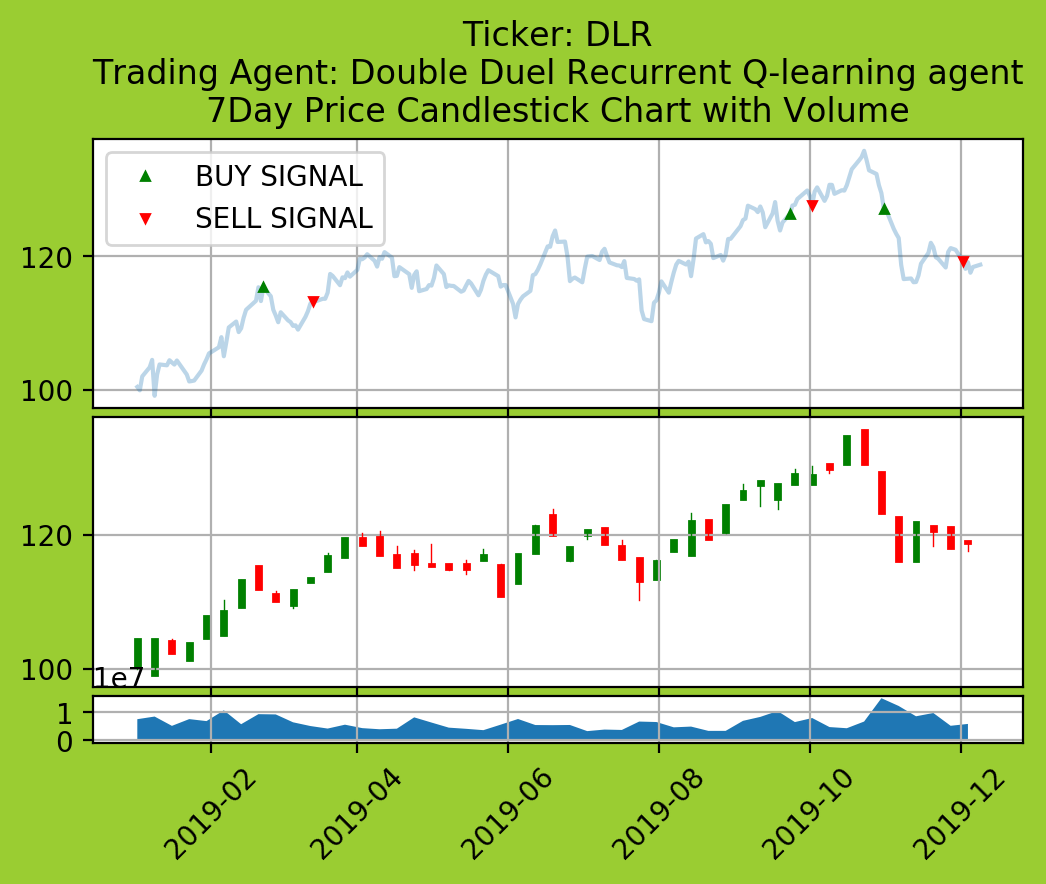 Ticker: DLR
Trading Agent: Double Duel Recurrent Q-learning agent
7Day Price Candlestick Chart with Volume
BUY SIGNAL
SELL SIGNAL
120
100
120
100
1e7
1
0
2019-02
2019-04
2019-06
2019-08
2019-10
2019-12